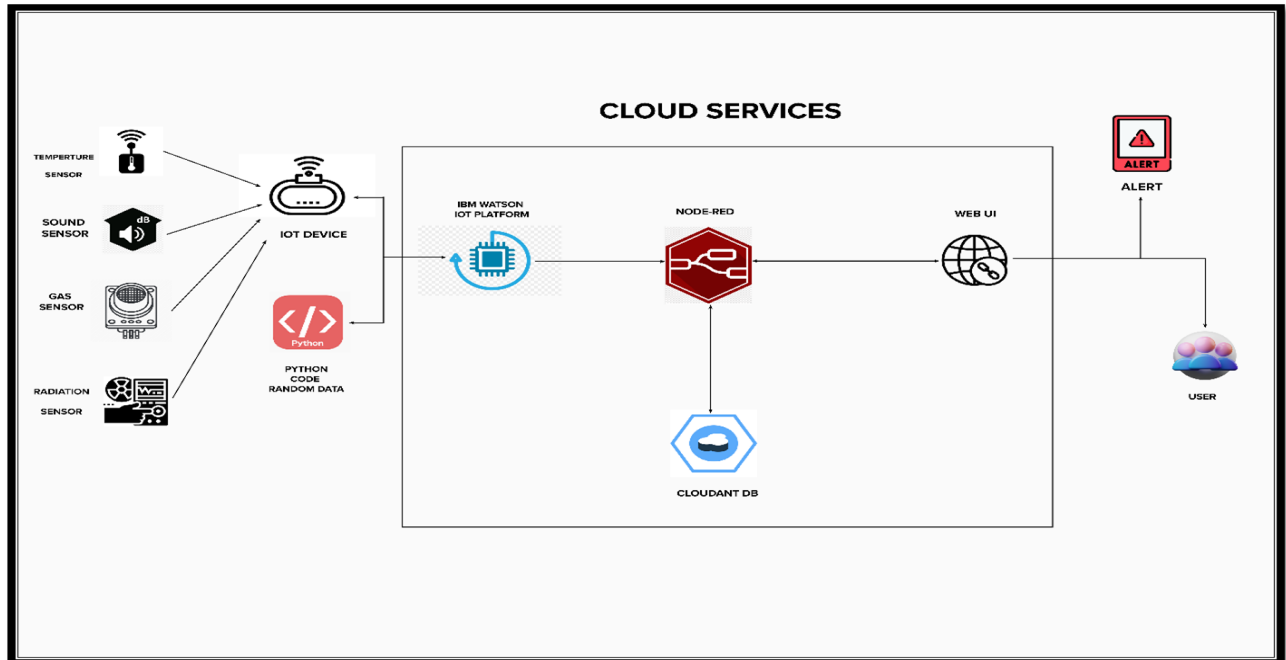 CLOUD SERVICES
TEMPERTURE
SENSOR
dB
SOUND
SENSOR
GAS
SENSOR
RADIATION
SENSOR
IOT DEVICE
</>
Python
PYTHON
CODE
RANDOM DATA
IBM WATSON
IOT PLATFORM
NODE-RED
CLOUDANT DB
WEB UI
ALERT
ALERT
USER